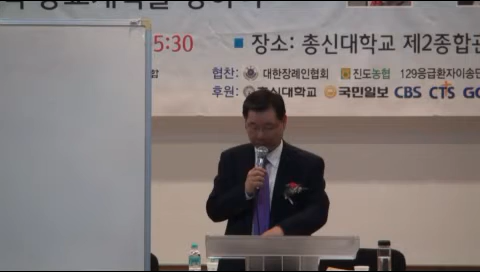 5:30 ■ 장소: 총신대학교 제2종합관
협찬: 대한장례인협회 진도농협 129응급환자이송단
후원: 총신대학교 국민일보 CBS CTS GO